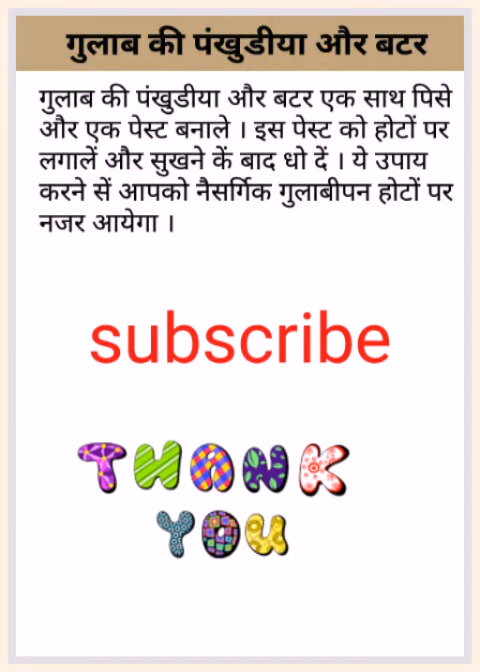 गुलाब की पंखुडीया और बटर
गुलाब की पंखुडीया और बटर एक साथ पिसे
और एक पेस्ट बनाले । इस पेस्ट को होटों पर
लगालें और सुखने कें बाद धो दें । ये उपाय
करने सें आपको नैसर्गिक गुलाबीपन होटों पर
नजर आयेगा ।
subscribe
THANK
YOU